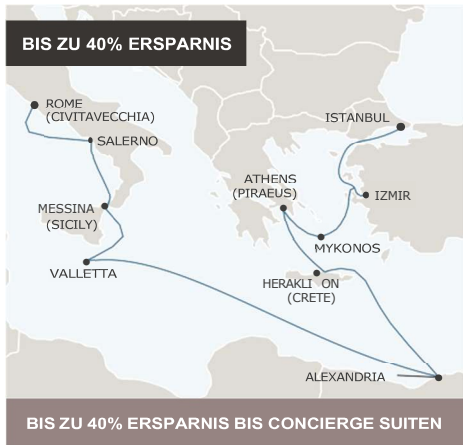 BIS ZU 40% ERSPARNIS
ROME
(CIVITAVECCHIA)
ISTANBUL
SALERNO
ATHENS
(PIRAEUS)
IZMIR
MESSINA
(SICILY)
MYKONOS
VALLETTA
HERAKLI ON
(CRETE)
ALEXANDRIA
BIS ZU 40% ERSPARNIS BIS CONCIERGE SUITEN